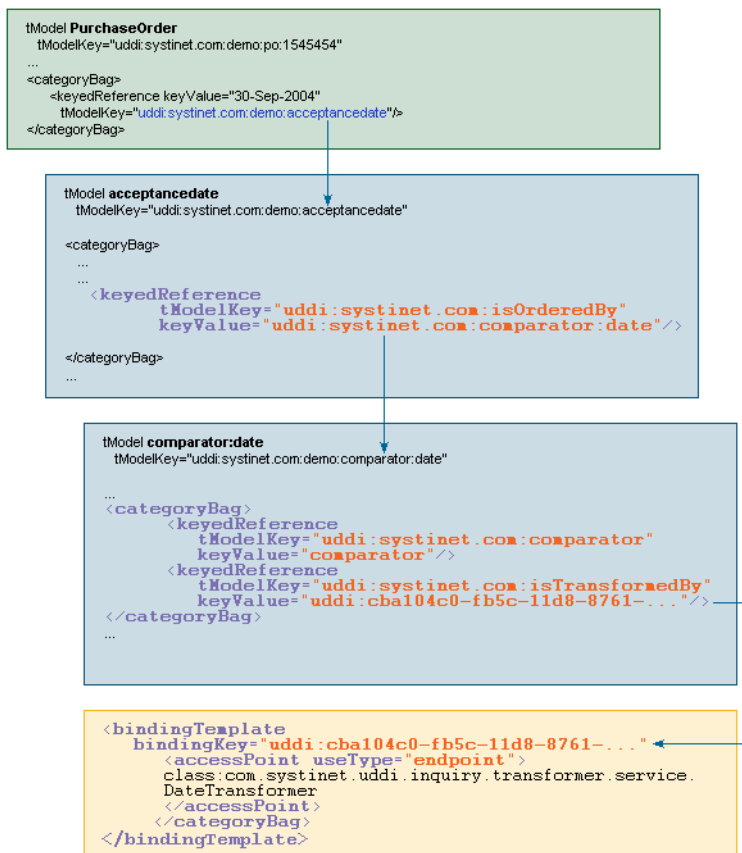 tModel PurchaseOrder
tModelKey="uddi:systinet.com:demo:po:1545454"
...
<categoryBag>
<keyedReference keyValue="30-Sep-2004"
tModelKey="uddi:systinet.com:demo:acceptancedate"/>
</categoryBag>
tModel acceptancedate
tModelKey="uddi:systinet.com:demo:acceptancedate"
<categoryBag>
...
...
<keyedReference
tModelKey="uddi:systinet.com:isOrderedBy"
keyValue="uddi:systinet.com:comparator:date"/>
</categoryBag>
...
tModel comparator:date
tModelKey="uddi:systinet.com:demo:comparator:date"
...
<categoryBag>
<keyedReference
tModelKey="uddi:systinet.com:comparator"
keyValue="comparator"/>
<keyedReference
tModelKey="uddi:systinet.com:isTransformedBy"
keyValue="uddi:cba104c0-fb5c-11d8-8761-..."/>
</categoryBag>
...
<bindingTemplate
bindingKey="uddi:cba104c0-fb5c-11d8-8761-..."
<accessPoint useType="endpoint">
class:com.systinet.uddi.inquiry.transformer.service.
DateTransformer
</accessPoint>
</categoryBag>
</bindingTemplate>